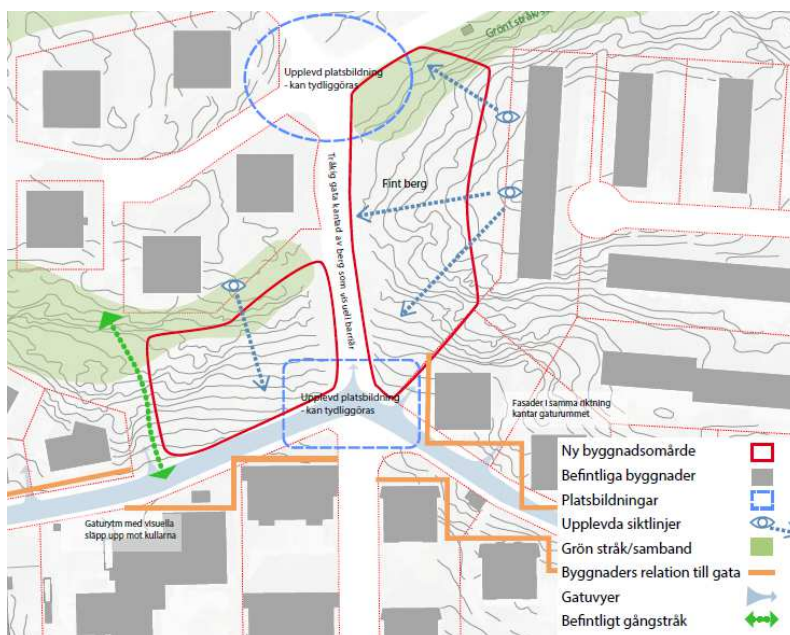 Grönt stråk/
Upplevd platsbildning
- kan tydliggöras
Fint berg
Tråkig gata kantad av berg som visuell barriär
Upplevd platsbildning
- kan tydliggöras
Fasader i samma riktning
kantar gaturummet
Gaturytm med visuella
släpp upp mot kullarna
Ny byggnadsomårde
Befintliga byggnader
Platsbildningar
Upplevda siktlinjer
Grön stråk/samband
Byggnaders relation till gata
Gatuvyer
Befintligt gångstråk